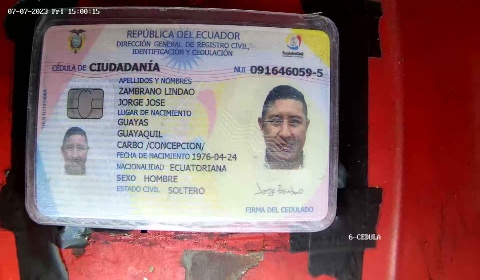 07-07-2023 Fri 15:00:15
REPÚBLICA DEL ECUADOR
DIRECCIÓN GENERAL DE REGISTRO CIVIL,
IDENTIFICACIÓN Y CEDULACIÓN
CÉDULA DE CIUDADANÍA
NUI 091646059-5
APELLIDOS Y NOMBRES
ZAMBRANO LINDAO
JORGE JOSE
LUGAR DE NACIMIENTO
GUAYAS
GUAYAQUIL
CARBO /CONCEPCION/
FECHA DE NACIMIENTO 1976-04-24
NACIONALIDAD ECUATORIANA
SEXO HOMBRE
ESTADO CIVIL SOLTERO
FIRMA DEL CEDULADO
6-CEDULA